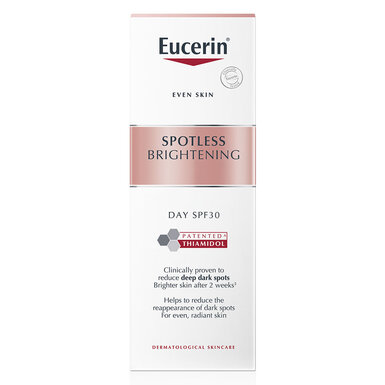 Eucerin®
EVEN SKIN
SPOTLESS
BRIGHTENING
DAY SPF30
PATENTED
THIAMIDOL
Clinically proven to
reduce deep dark spots
Brighter skin after 2 weeks²
Helps to reduce the
reappearance of dark spots
For even, radiant skin
DERMATOLOGICAL SKINCARE